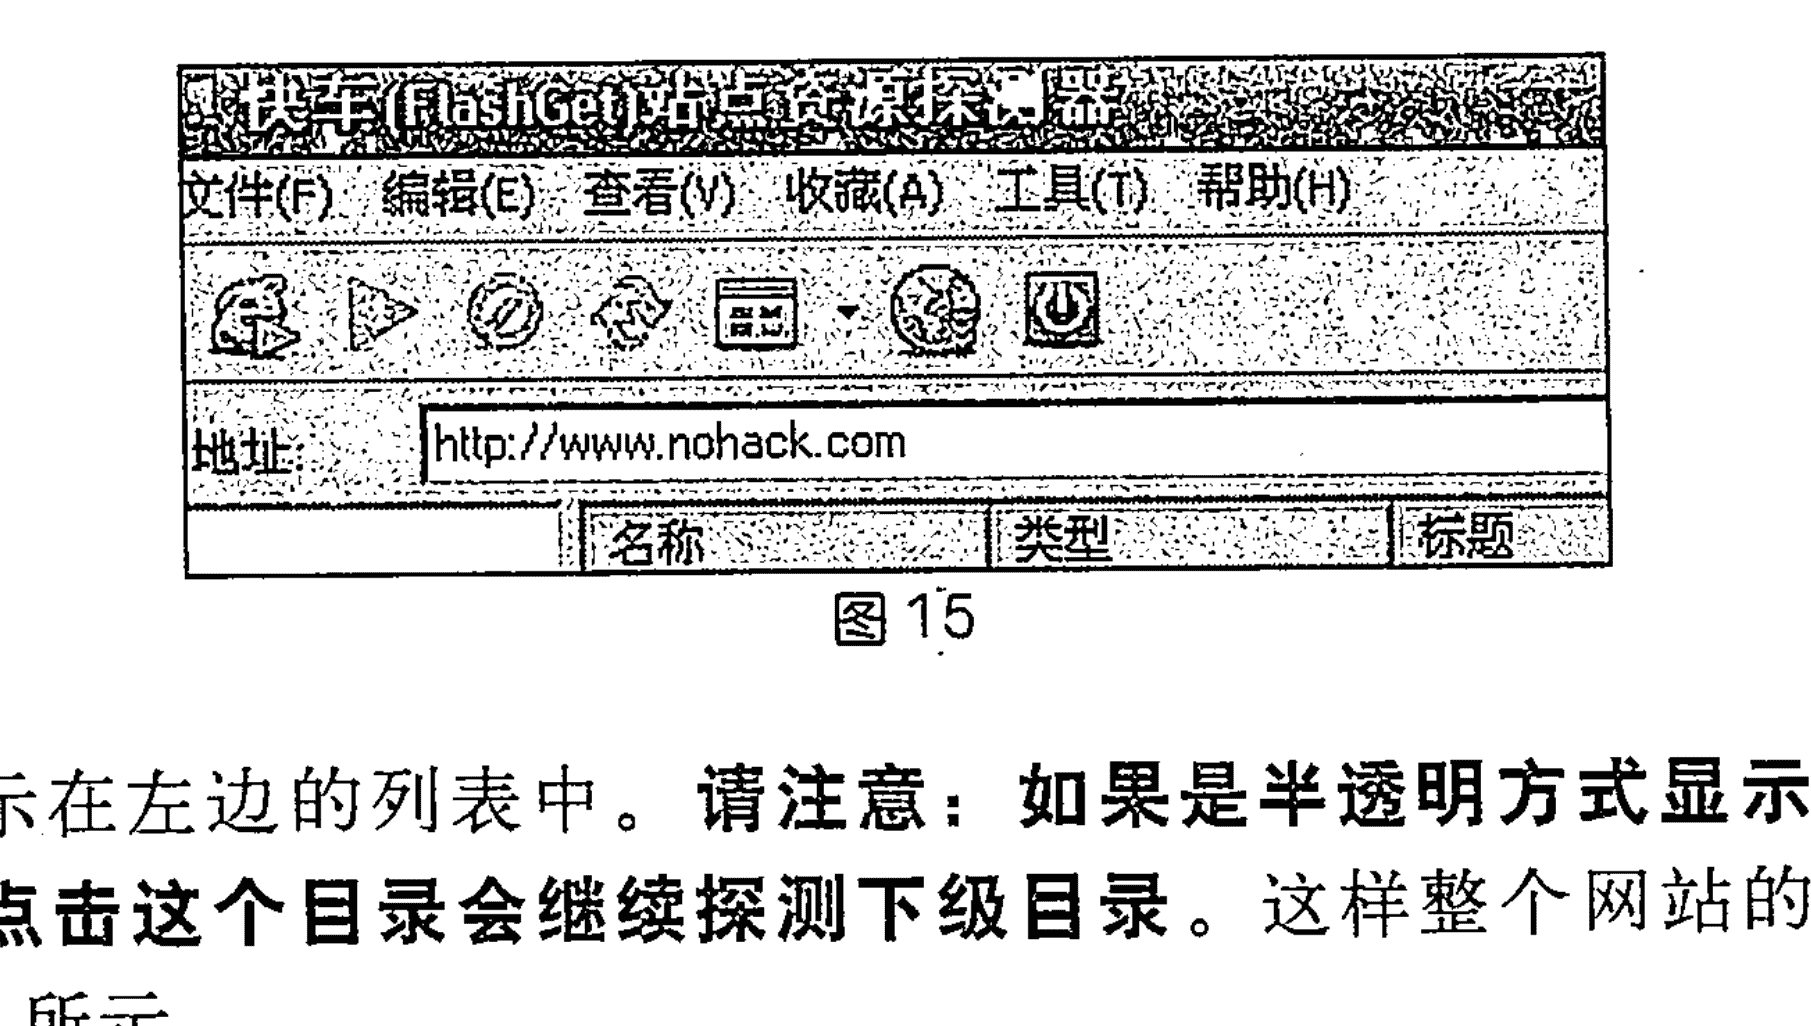 快车(FlashGet)站点资源探测器
文件(F) 编辑(E) 查看(V) 收藏(A) 工具(T) 帮助(H)
地址: http://www.nohack.com
名称 类型 标题
图 15
示在左边的列表中。请注意：如果是半透明方式显示
点击这个目录会继续探测下级目录。这样整个网站的
所示